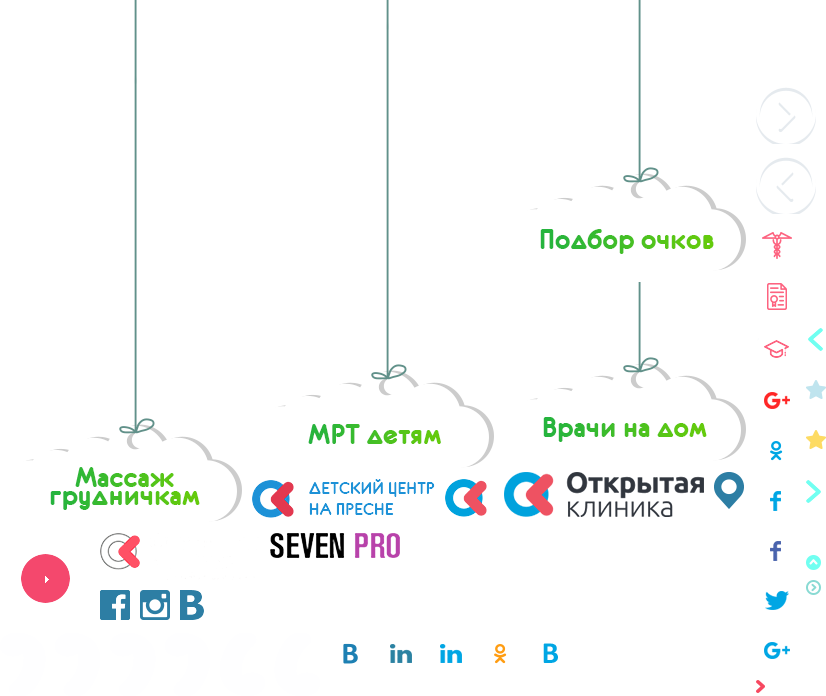 Подбор очков
МРТ детям
Врачи на дом
Массаж
грудничкам
ДЕТСКИЙ ЦЕНТР
НА ПРЕСНЕ
Открытая
клиника
SEVEN PRO